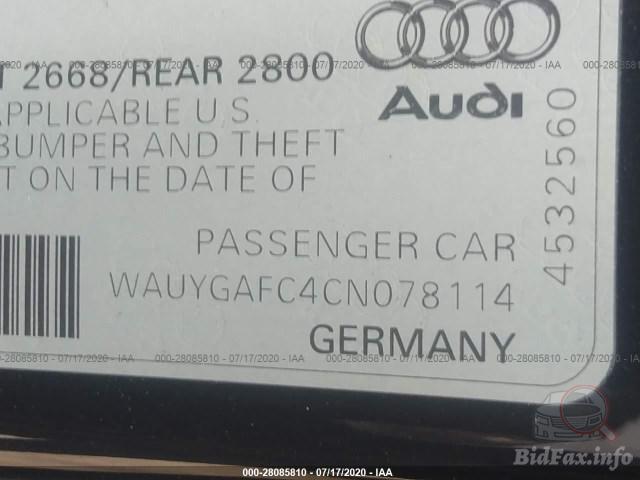 T 2668/REAR 2800
APPLICABLE U.S.
BUMPER AND THEFT
T ON THE DATE OF
Audi
4532560
PASSENGER CAR
WAUYGAFC4CN078114
GERMANY
000-28085810 - 07/17/2020 - IAA
BidFax.info